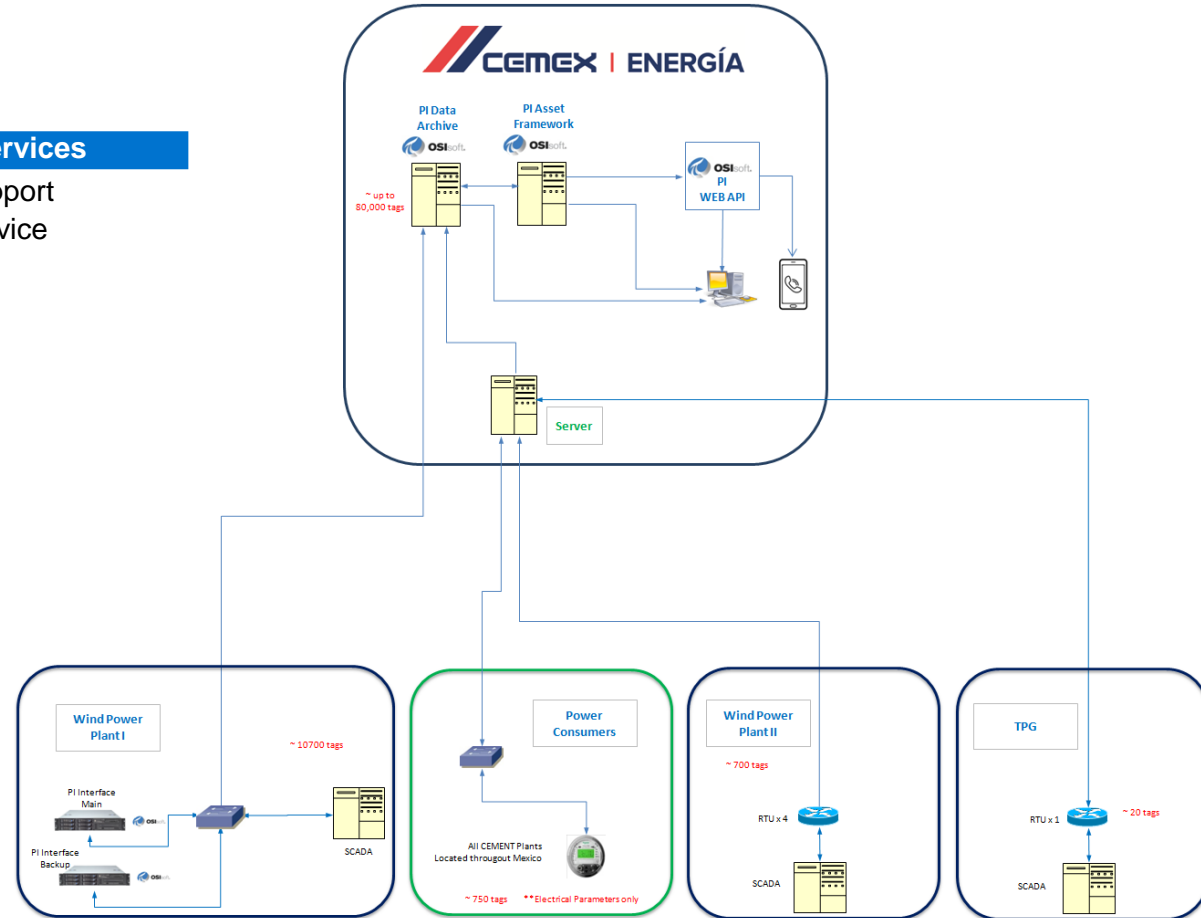 CEMEX | ENERGÍA
ervices
port
vice
PI Data
Archive
OSIsoft.
PI Asset
Framework
OSIsoft.
OSIsoft.
PI
WEB API
~ up to
80,000 tags
Server
Wind Power
Plant I
~ 10700 tags
PI Interface
Main
OSIsoft.
PI Interface
Backup
OSIsoft.
SCADA
Power
Consumers
All CEMENT Plants
Located througout Mexico
~ 750 tags **Electrical Parameters only
Wind Power
Plant II
~ 700 tags
RTU x 4
SCADA
TPG
RTU x 1
~ 20 tags
SCADA